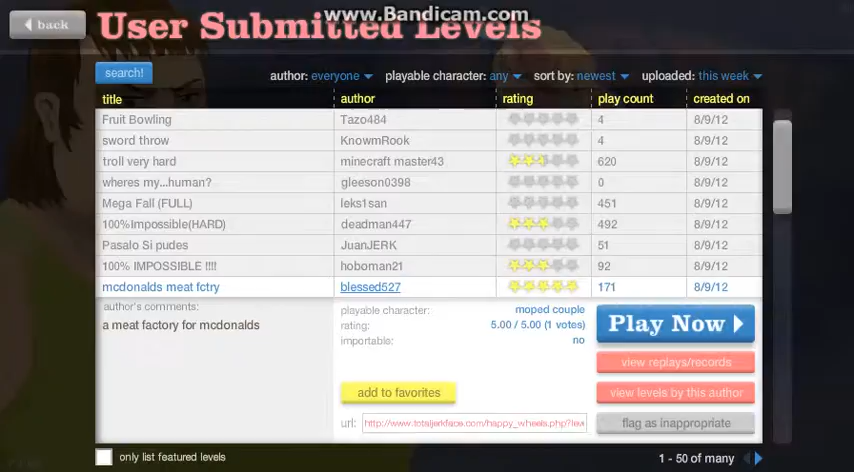 www.Bandicam.com
back
User Submitted Levels
search!
author: everyone playable character: any sort by: newest uploaded: this week
title author rating play count created on
Fruit Bowling Tazo484 4 8/9/12
sword throw KnowmRook 4 8/9/12
troll very hard minecraft master43 620 8/9/12
wheres my...human? gleeson0398 0 8/9/12
Mega Fall (FULL) leks1san 451 8/9/12
100%Impossible(HARD) deadman447 492 8/9/12
Pasalo Si pudes JuanJERK 51 8/9/12
100% IMPOSSIBLE !!!! hoboman21 92 8/9/12
mcdonalds meat fctry blessed527 171 8/9/12
author's comments:
a meat factory for mcdonalds
playable character: moped couple
rating: 5.00 / 5.00 (1 votes)
importable: no
add to favorites
url: http://www.totaljerkface.com/happy_wheels.php?lev
Play Now
view replays/records
view levels by this author
flag as inappropriate
only list featured levels
1 - 50 of many